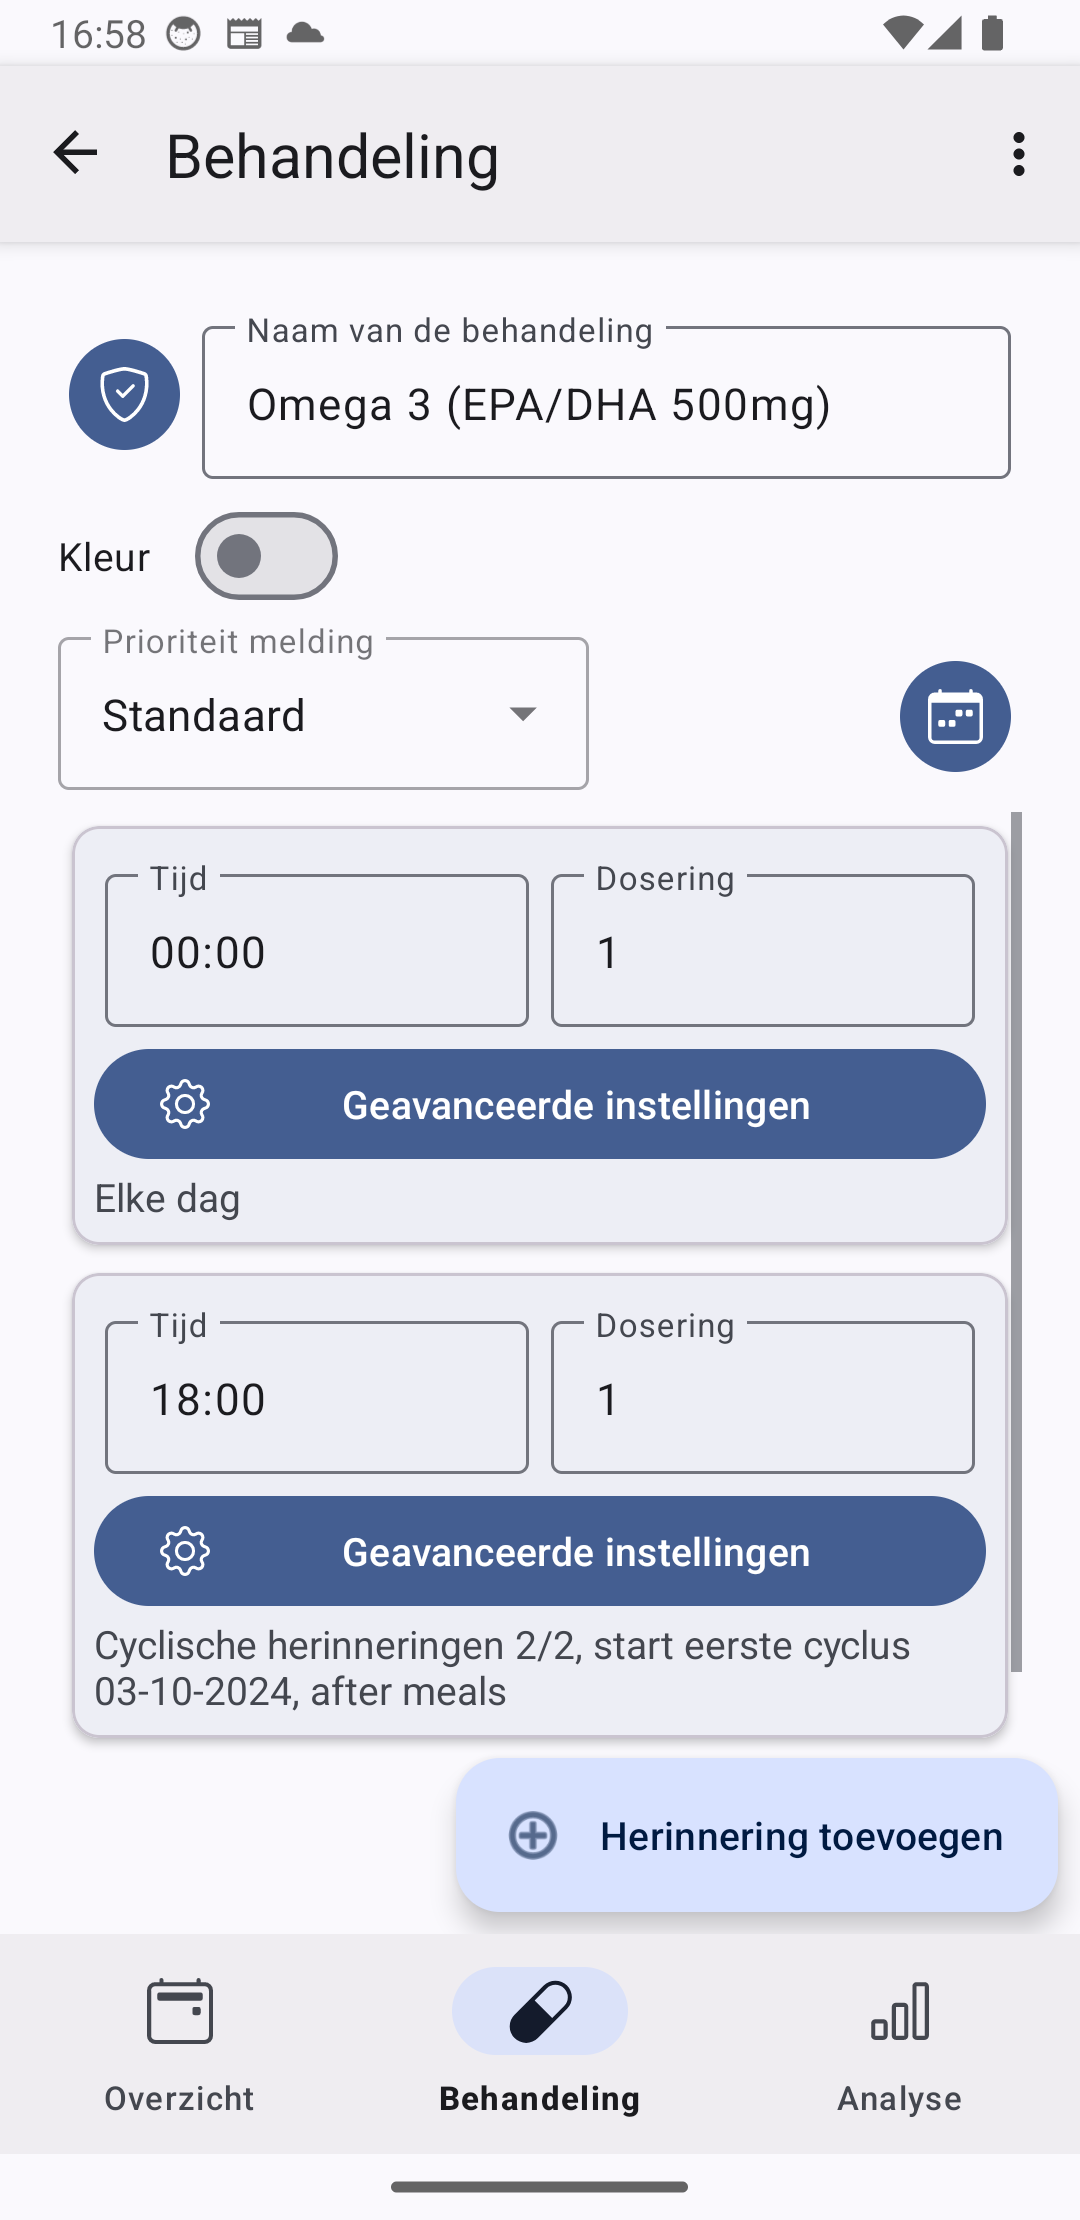 16:58
Behandeling
Naam van de behandeling
Omega 3 (EPA/DHA 500mg)
Kleur
Prioriteit melding
Standaard
Tijd
Dosering
00:00
1
Geavanceerde instellingen
Elke dag
Tijd
Dosering
18:00
1
Geavanceerde instellingen
Cyclische herinneringen 2/2, start eerste cyclus
03-10-2024, after meals
Herinnering toevoegen
Overzicht
Behandeling
Analyse